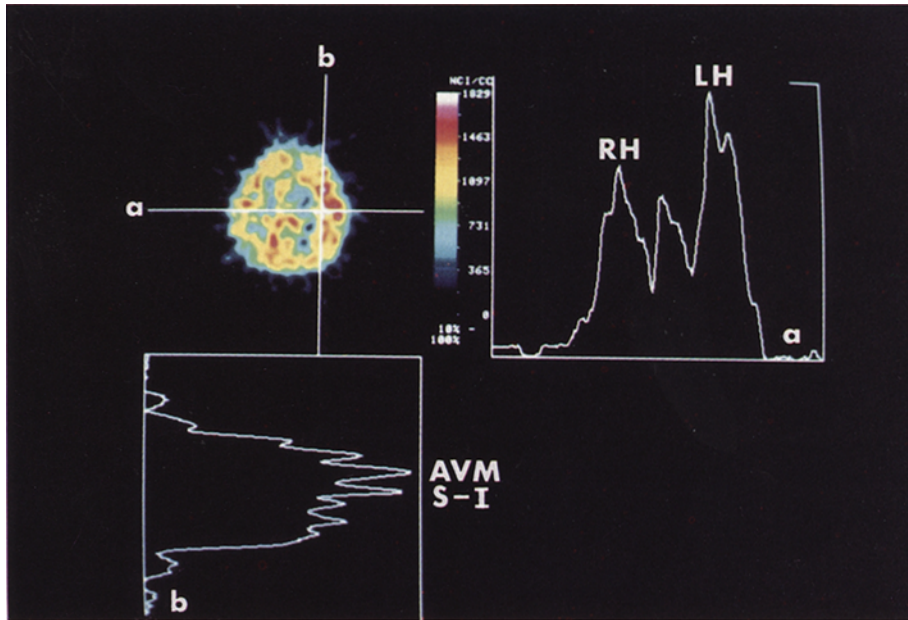 b
a
NCI/CC
1829
1463
1097
731
365
0
10% -
100%
RH
LH
a
AVM
S-I
b